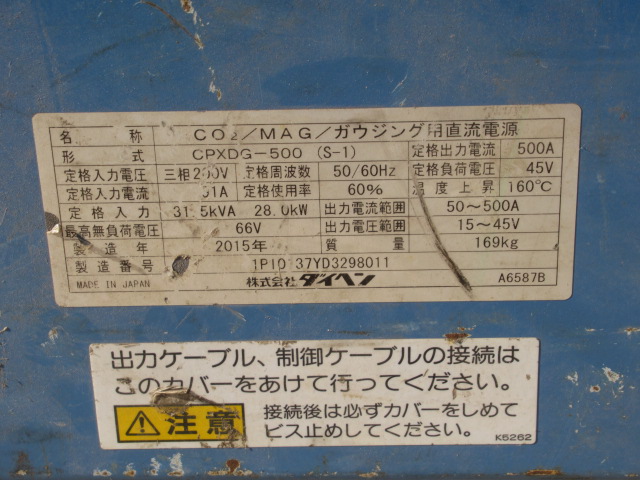 名称 CO2/MAG/ガウジング用直流電源
形式 CPXDG-500 (S-1) 定格出力電流 500A
定格入力電圧 三相200V 定格周波数 50/60Hz 定格負荷電圧 45V
定格入力電流 91A 定格使用率 60% 温度上昇 160℃
定格入力 31.5kVA 28.0kW 出力電流範囲 50～500A
最高無負荷電圧 66V 出力電圧範囲 15～45V
製造年 2015年 質量 169kg
製造番号 37YD3298011
MADE IN JAPAN 株式会社ダイヘン A6587B
出力ケーブル、制御ケーブルの接続は
このカバーをあけて行ってください。
注意 接続後は必ずカバーをしめて
ビス止めしてください。
K5262